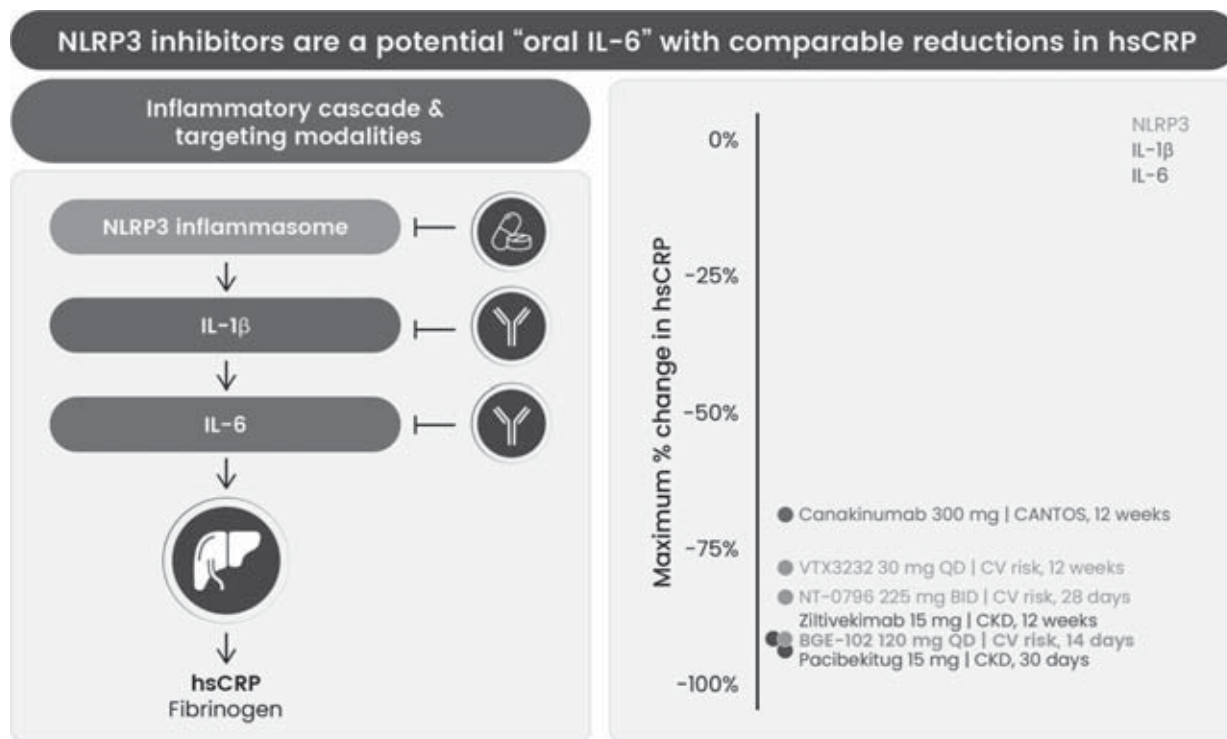 NLRP3 inhibitors are a potential “oral IL-6” with comparable reductions in hsCRP
Inflammatory cascade &
targeting modalities
NLRP3 inflammasome
IL-1β
IL-6
hsCRP
Fibrinogen
Maximum % change in hsCRP
0%
-25%
-50%
-75%
-100%
NLRP3
IL-1β
IL-6
Canakinumab 300 mg | CANTOS, 12 weeks
VTX3232 30 mg QD | CV risk, 12 weeks
NT-0796 225 mg BID | CV risk, 28 days
Ziltivekimab 15 mg | CKD, 12 weeks
BGE-102 120 mg QD | CV risk, 14 days
Pacibekitug 15 mg | CKD, 30 days